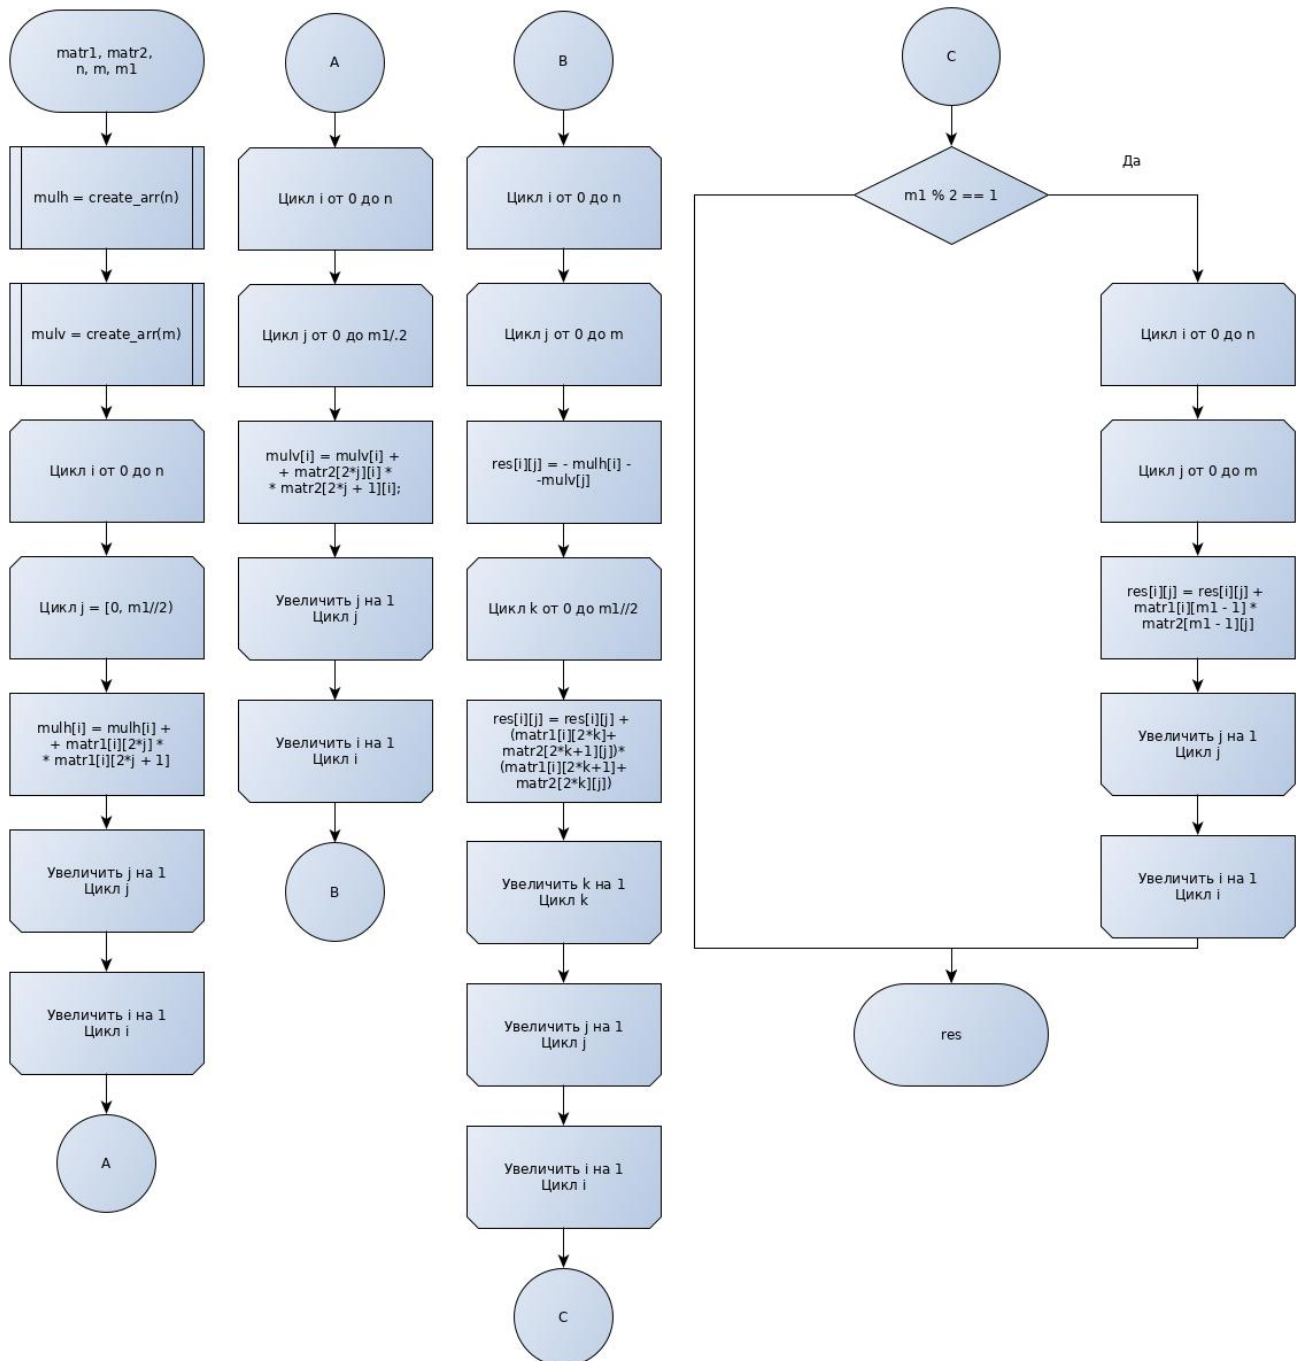 matr1, matr2,
n, m, m1
mulh = create_arr(n)
mulv = create_arr(m)
Цикл i от 0 до n
Цикл j = [0, m1//2)
mulh[i] = mulh[i] +
+ matr1[i][2*j] *
* matr1[i][2*j + 1]
Увеличить j на 1
Цикл j
Увеличить i на 1
Цикл i
A
A
Цикл i от 0 до n
Цикл j от 0 до m1/.2
mulv[i] = mulv[i] +
+ matr2[2*j][i] *
* matr2[2*j + 1][i];
Увеличить j на 1
Цикл j
Увеличить i на 1
Цикл i
B
B
Цикл i от 0 до n
Цикл j от 0 до m
res[i][j] = - mulh[i] -
-mulv[j]
Цикл k от 0 до m1//2
res[i][j] = res[i][j] +
(matr1[i][2*k]+
matr2[2*k+1][j])*
(matr1[i][2*k+1]+
matr2[2*k][j])
Увеличить k на 1
Цикл k
Увеличить j на 1
Цикл j
Увеличить i на 1
Цикл i
C
C
m1 % 2 == 1
Да
Цикл i от 0 до n
Цикл j от 0 до m
res[i][j] = res[i][j] +
matr1[i][m1 - 1] *
matr2[m1 - 1][j]
Увеличить j на 1
Цикл j
Увеличить i на 1
Цикл i
res